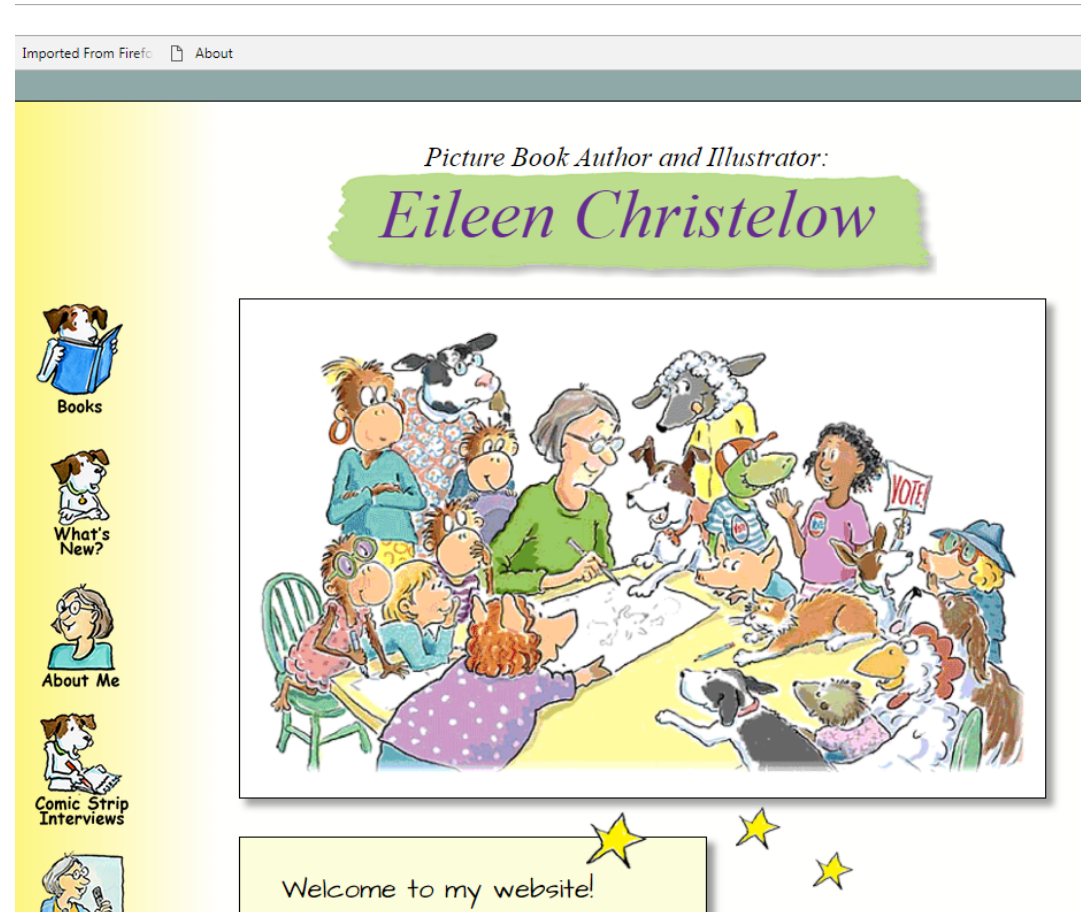 Imported From Firefo
About
Picture Book Author and Illustrator:
Eileen Christelow
Books
What's
New?
About Me
Comic Strip
Interviews
VOTE!
Welcome to my website!